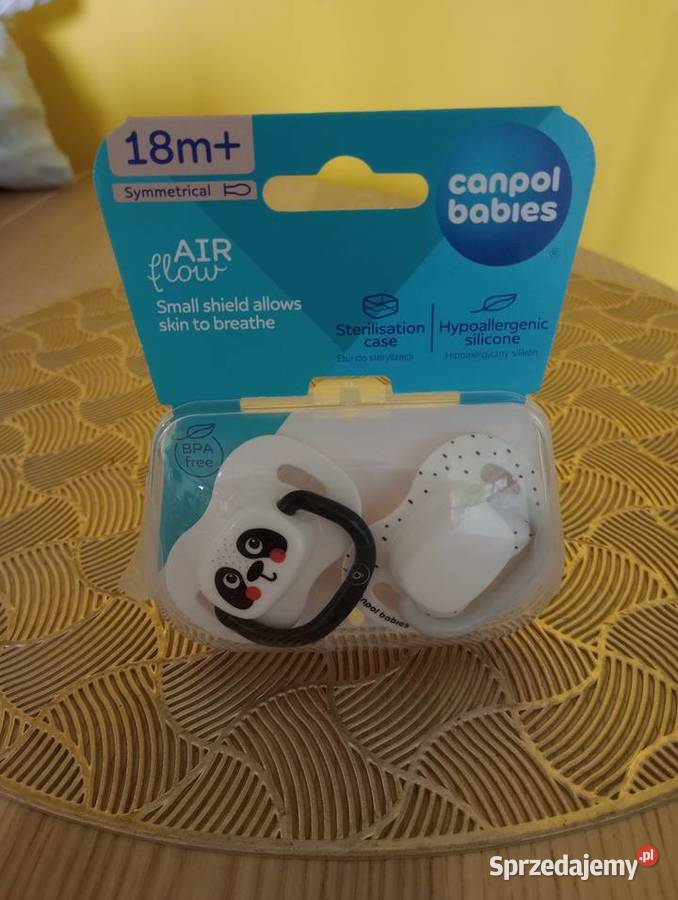 18m+
Symmetrical
canpol
babies
®
AIR
flow
Small shield allows
skin to breathe
Sterilisation
case
Etui do sterylizacji
Hypoallergenic
silicone
Hipoalergiczny silikon
BPA
free
canpol babies
Sprzedajemy.pl